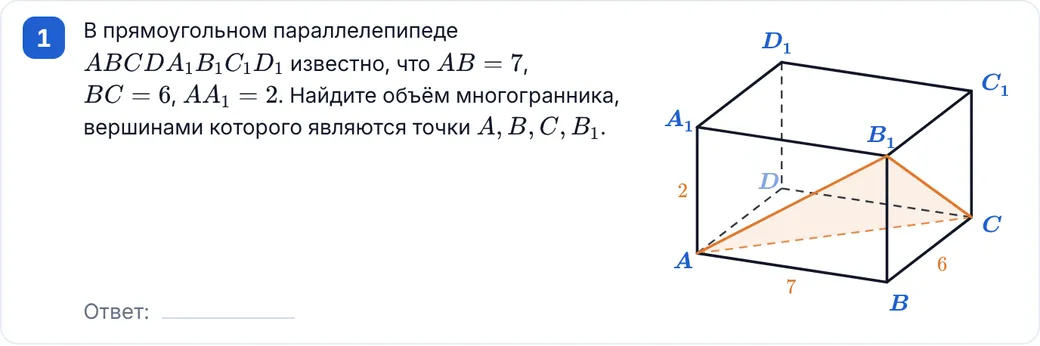 1
В прямоугольном параллелепипеде
ABCDA₁B₁C₁D₁ известно, что AB = 7,
BC = 6, AA₁ = 2. Найдите объём многогранника,
вершинами которого являются точки A, B, C, B₁.
Ответ:
D₁
C₁
A₁
B₁
2
D
C
A
6
7
B